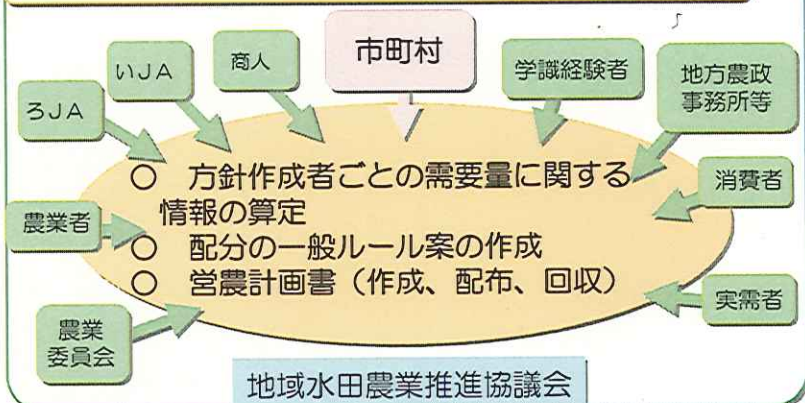 市町村
商人
いJA
ろJA
学識経験者
地方農政
事務所等
○　方針作成者ごとの需要量に関する
情報の算定
○　配分の一般ルール案の作成
○　営農計画書（作成、配布、回収）
消費者
農業者
実需者
農業
委員会
地域水田農業推進協議会